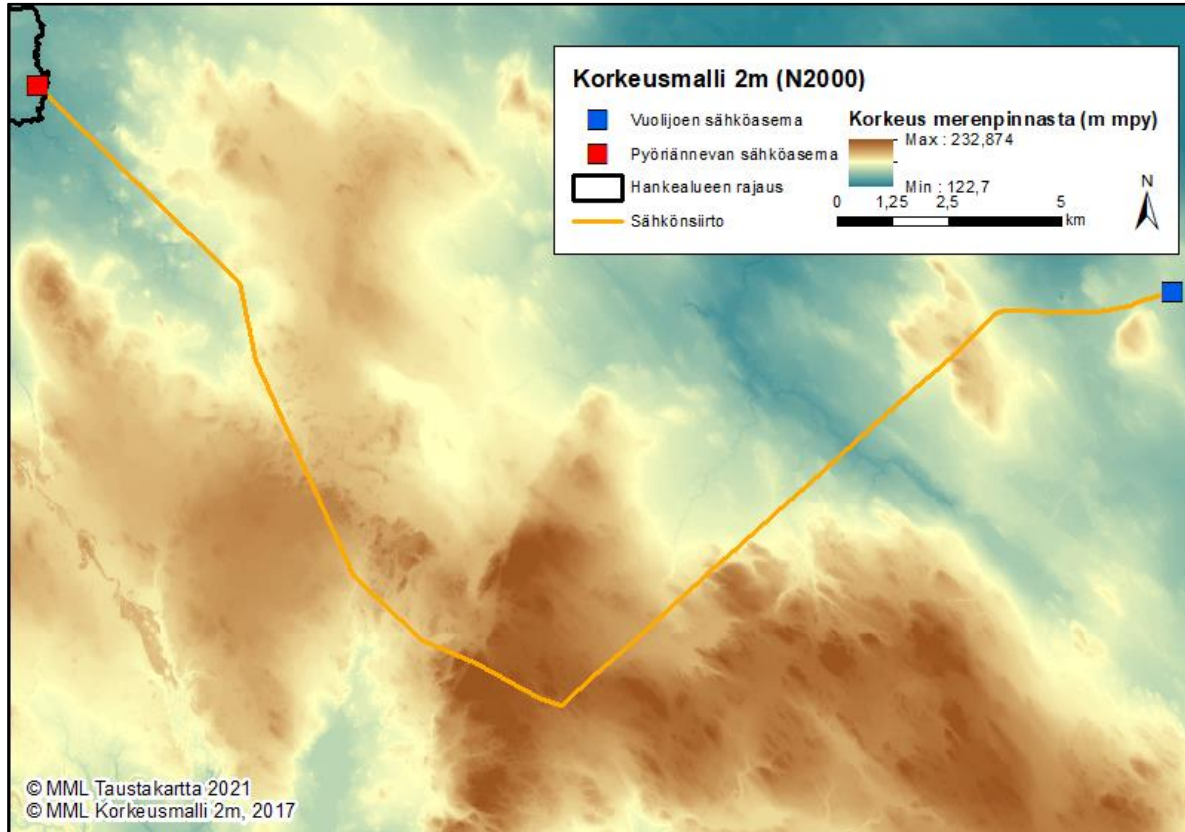 Korkeusmalli 2m (N2000)
Vuolijoen sähköasema
Pyöriännevan sähköasema
Hankealueen rajaus
Sähkönsiirto
Korkeus merenpinnasta (m mpy)
Max : 232,874
Min : 122,7
0 1,25 2,5 5
km
N
© MML Taustakartta 2021
© MML Korkeusmalli 2m, 2017